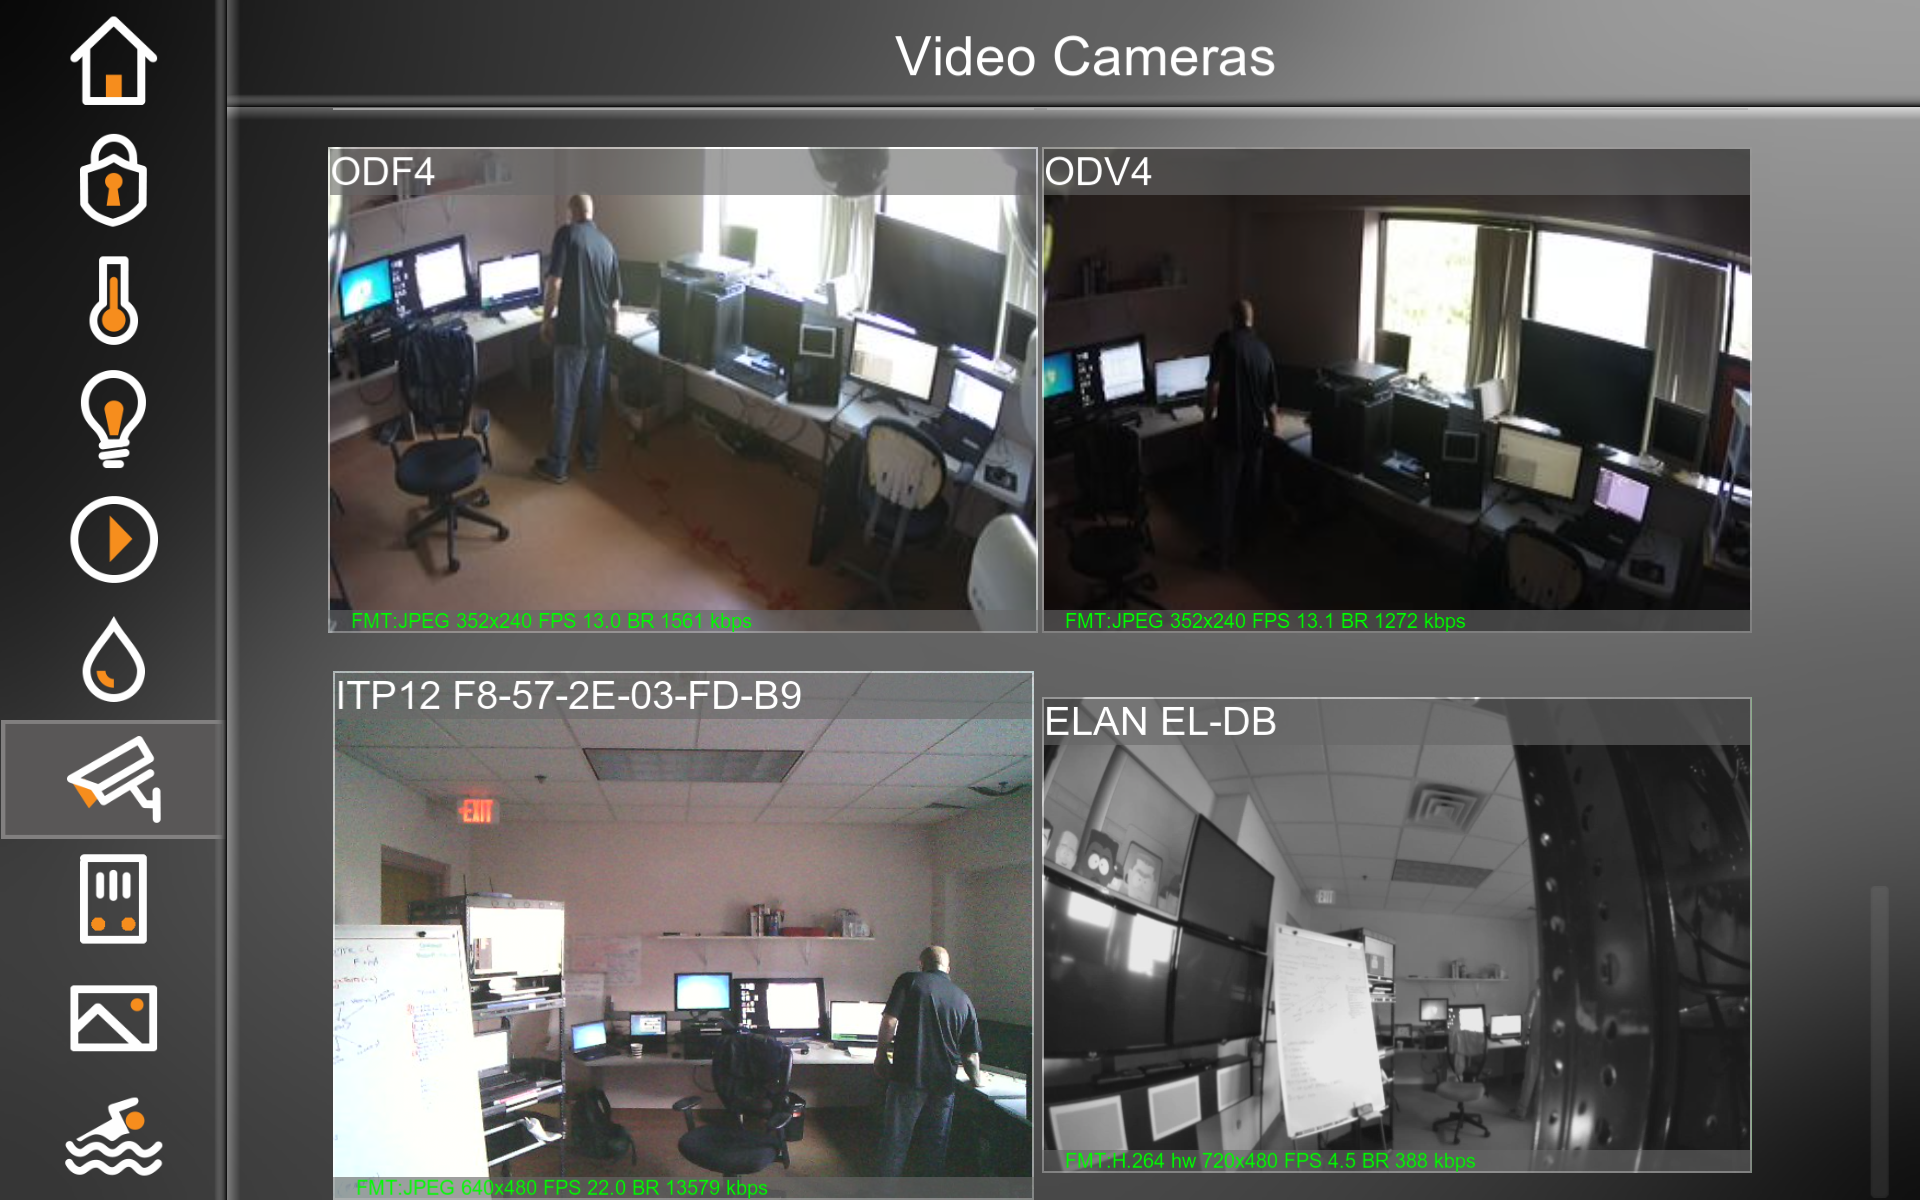 Video Cameras
ODF4
ODV4
FMT:JPEG 352x240 FPS 13.0 BR 1561 kbps
FMT:JPEG 352x240 FPS 13.1 BR 1272 kbps
ITP12 F8-57-2E-03-FD-B9
ELAN EL-DB
EXIT
FMT:H.264 hw 720x480 FPS 4.5 BR 388 kbps
FMT:JPEG 640x480 FPS 22.0 BR 13579 kbps